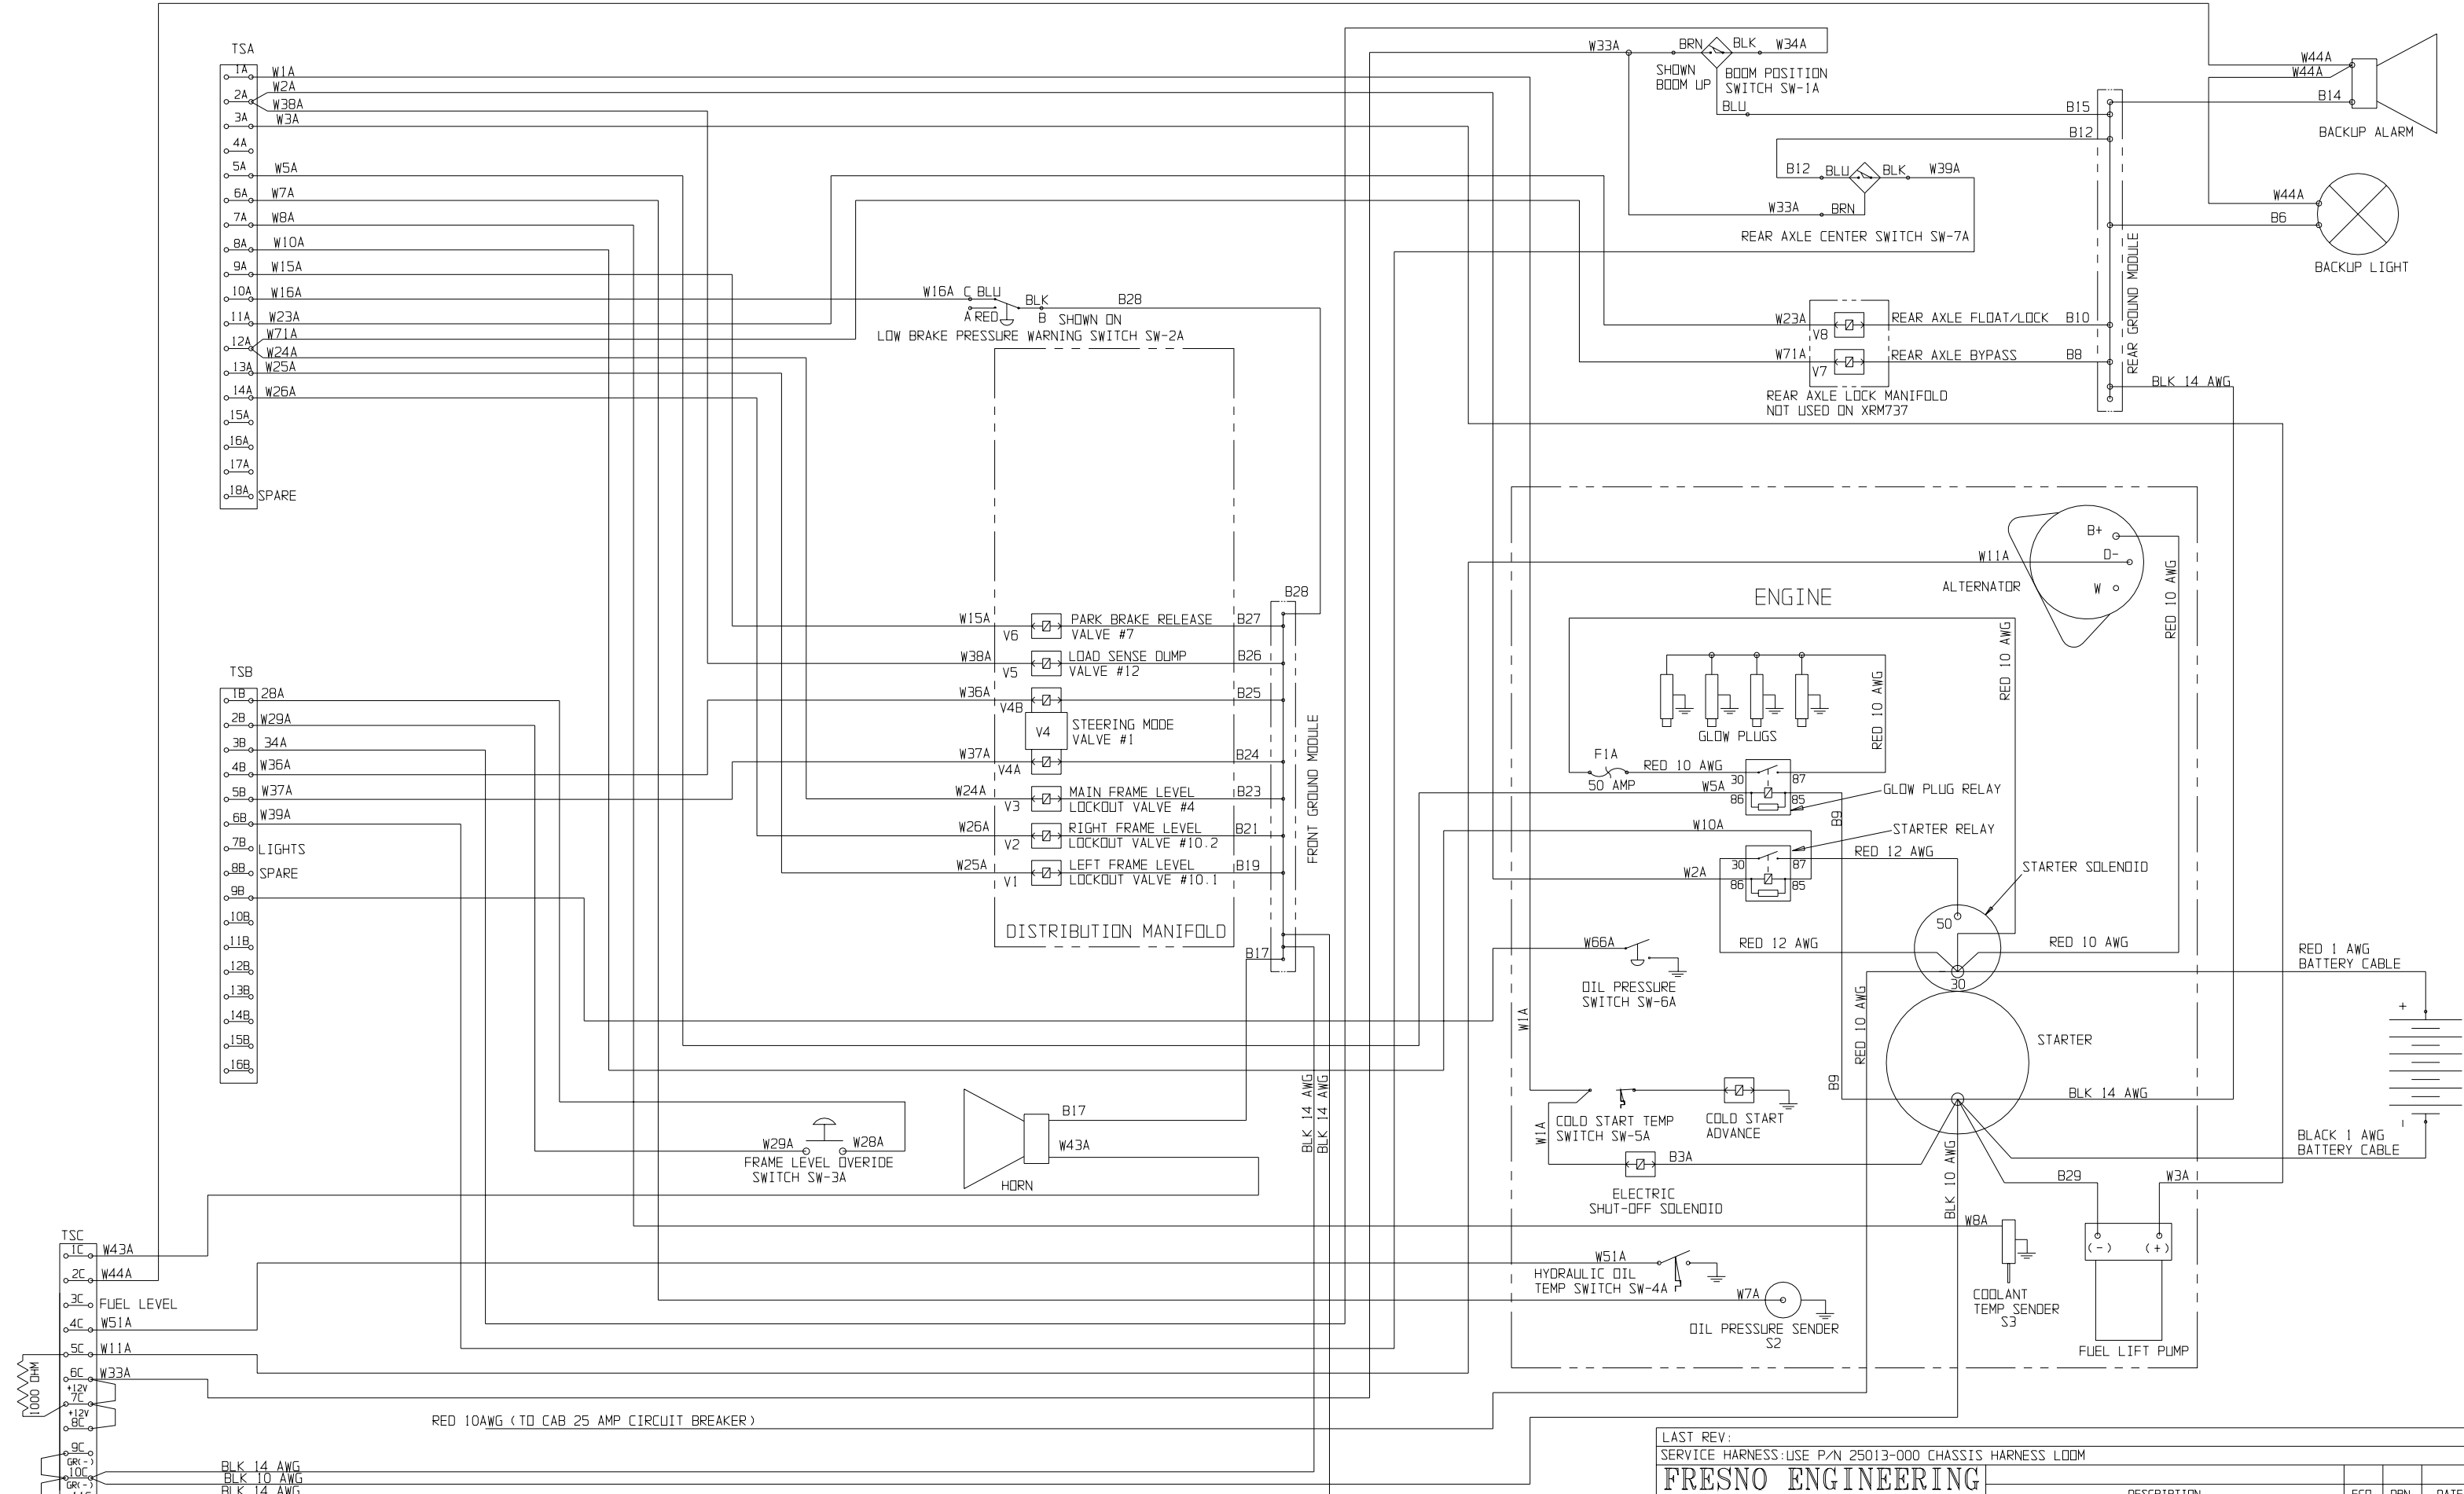 TSA
1A W1A
W2A
2A W38A
3A W3A
4A
5A W5A
6A W7A
7A W8A
8A W10A
9A W15A
10A W16A
11A W23A
W71A
12A W24A
13A W25A
14A W26A
15A
16A
17A
18A SPARE
W33A BRN BLK W34A
SHOWN
BOOM UP
BOOM POSITION
SWITCH SW-1A
BLU B15
B12
B12 BLU BLK W39A
W33A BRN
REAR AXLE CENTER SWITCH SW-7A
W44A
W44A
B14
BACKUP ALARM
W44A
B6
BACKUP LIGHT
REAR GROUND MODULE
W16A C BLU BLK B28
A RED B SHOWN ON
LOW BRAKE PRESSURE WARNING SWITCH SW-2A
W23A V8 REAR AXLE FLOAT/LOCK B10
W71A V7 REAR AXLE BYPASS B8
BLK 14 AWG
REAR AXLE LOCK MANIFOLD
NOT USED ON XRM737
TSB
1B 28A
2B W29A
3B 34A
4B W36A
5B W37A
6B W39A
7B LIGHTS
8B SPARE
9B
10B
11B
12B
13B
14B
15B
16B
B28
W15A V6 PARK BRAKE RELEASE B27
VALVE #7
W38A V5 LOAD SENSE DUMP B26
VALVE #12
W36A V4B B25
V4 STEERING MODE
VALVE #1
W37A V4A B24
W24A V3 MAIN FRAME LEVEL B23
LOCKOUT VALVE #4
W26A V2 RIGHT FRAME LEVEL B21
LOCKOUT VALVE #10.2
W25A V1 LEFT FRAME LEVEL B19
LOCKOUT VALVE #10.1
DISTRIBUTION MANIFOLD
B17
FRONT GROUND MODULE
BLK 14 AWG
BLK 14 AWG
ENGINE
W11A
B+
D-
W
ALTERNATOR
RED 10 AWG
RED 10 AWG
RED 10 AWG
GLOW PLUGS
F1A
50 AMP
RED 10 AWG
30 87
W5A
86 85
GLOW PLUG RELAY
B9
W10A
STARTER RELAY
30 87
RED 12 AWG
W2A
86 85
STARTER SOLENOID
50
RED 12 AWG
RED 10 AWG
30
W66A
OIL PRESSURE
SWITCH SW-6A
RED 1 AWG
BATTERY CABLE
+
-
W1A
RED 10 AWG
STARTER
B9
BLK 14 AWG
COLD START TEMP
SWITCH SW-5A
COLD START
ADVANCE
W1A
B3A
ELECTRIC
SHUT-OFF SOLENOID
BLK 10 AWG
BLACK 1 AWG
BATTERY CABLE
B29 W3A
(-) (+)
FUEL LIFT PUMP
W8A
COOLANT
TEMP SENDER
S3
W51A
HYDRAULIC OIL
TEMP SWITCH SW-4A
W7A
OIL PRESSURE SENDER
S2
W29A W28A
FRAME LEVEL OVERIDE
SWITCH SW-3A
B17
W43A
HORN
TSC
1C W43A
2C W44A
3C FUEL LEVEL
4C W51A
5C W11A
6C W33A
+12V
7C
+12V
8C
9C
GR(-)
10C
GR(-)
1000 OHM
RED 10AWG (TO CAB 25 AMP CIRCUIT BREAKER)
BLK 14 AWG
BLK 10 AWG
BLK 14 AWG
LAST REV:
SERVICE HARNESS:USE P/N 25013-000 CHASSIS HARNESS LOOM
FRESNO ENGINEERING